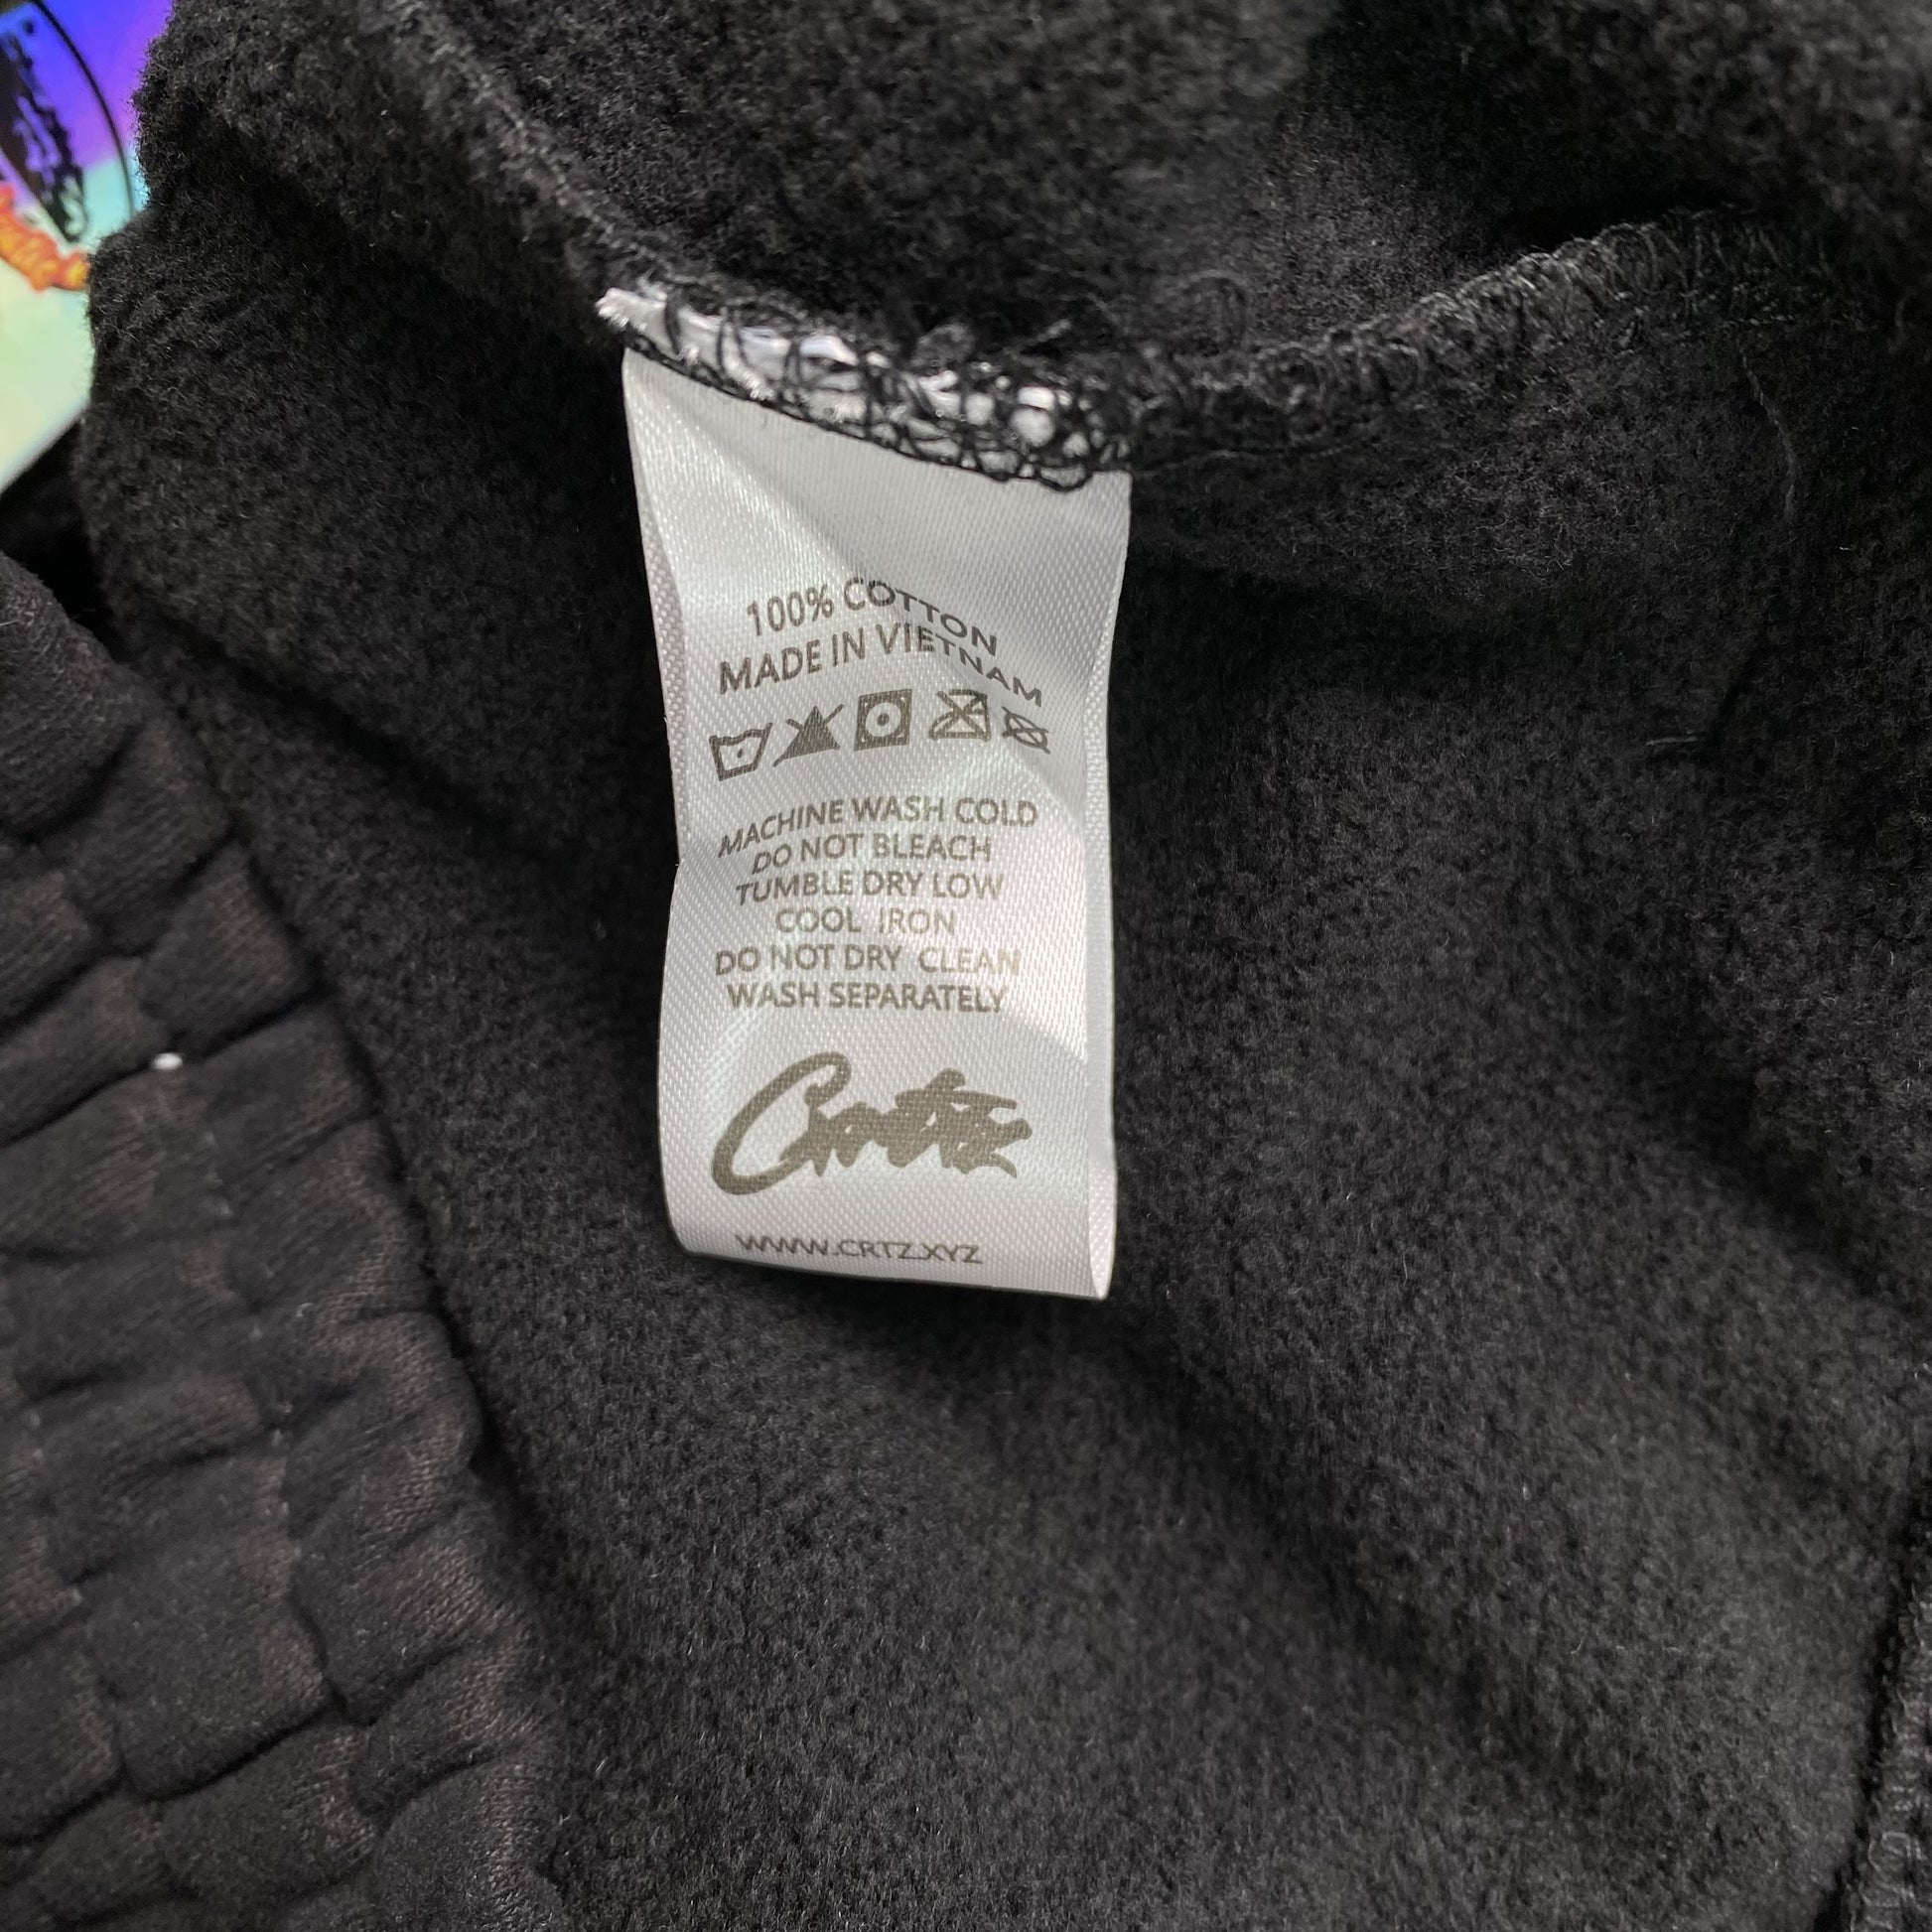 100% COTTON
MADE IN VIETNAM
MACHINE WASH COLD
DO NOT BLEACH
TUMBLE DRY LOW
COOL IRON
DO NOT DRY CLEAN
WASH SEPARATELY
Crtz
WWW.CRTZ.XYZ